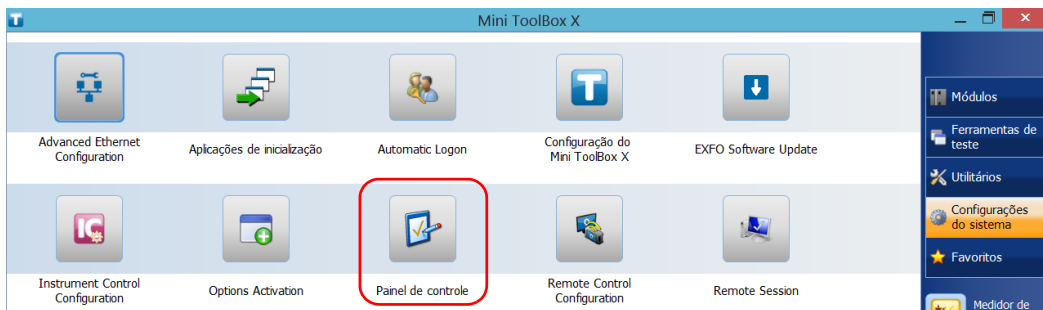 Mini ToolBox X
Advanced Ethernet
Configuration
Aplicações de inicialização
Automatic Logon
Configuração do
Mini ToolBox X
EXFO Software Update
Instrument Control
Configuration
Options Activation
Painel de controle
Remote Control
Configuration
Remote Session
Módulos
Ferramentas de
teste
Utilitários
Configurações
do sistema
Favoritos
Medidor de